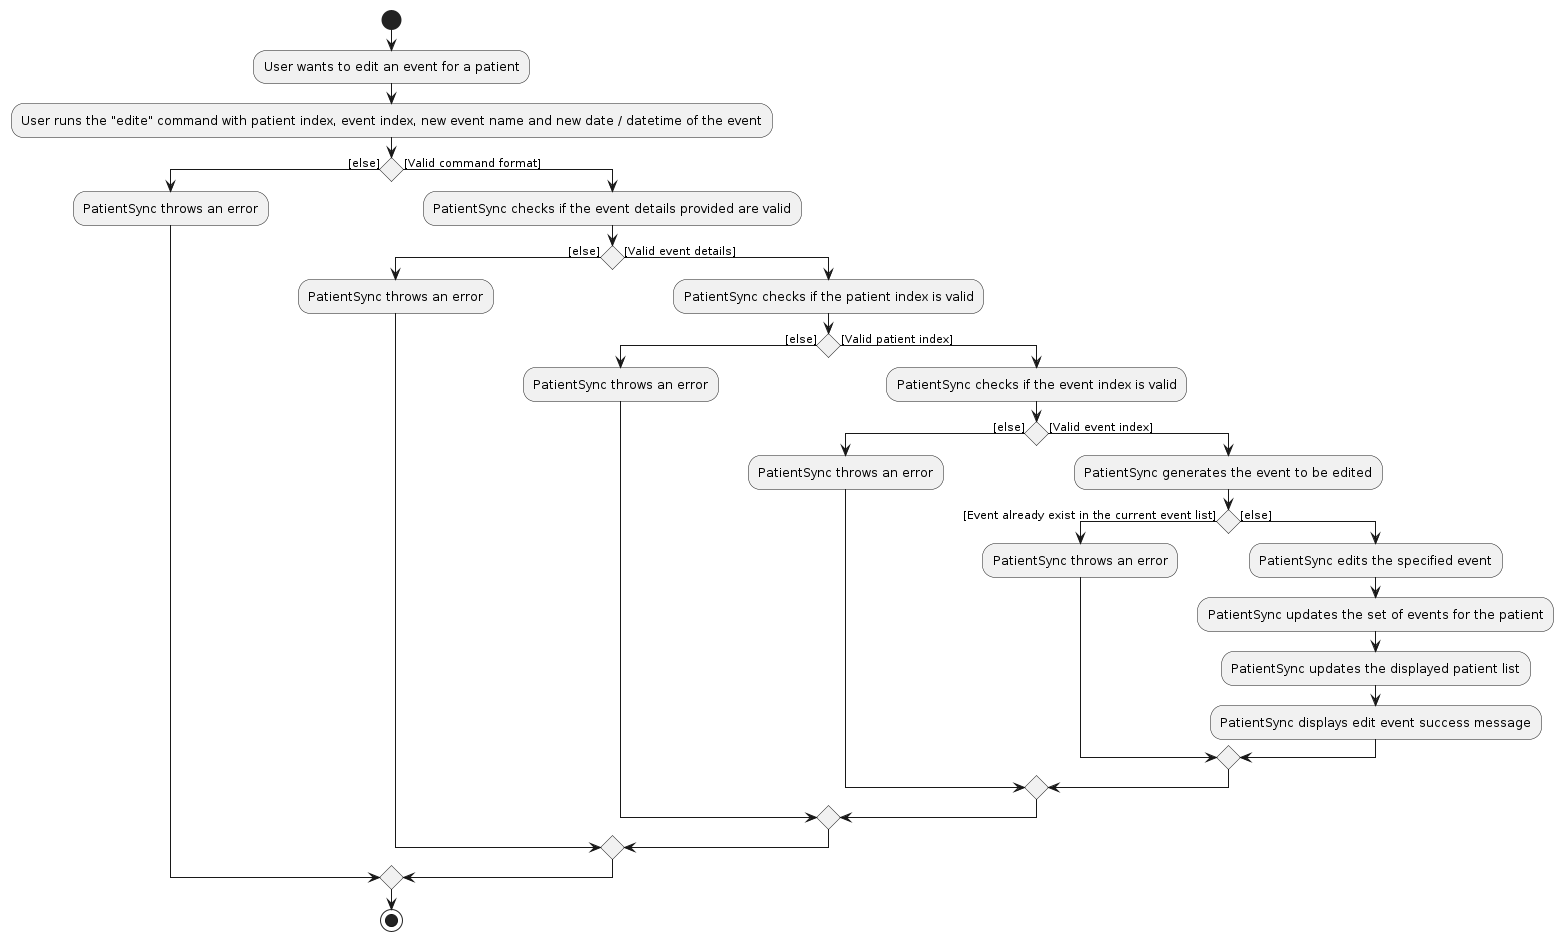 User wants to edit an event for a patient
User runs the "edite" command with patient index, event index, new event name and new date / datetime of the event
[else]
[Valid command format]
PatientSync throws an error
PatientSync checks if the event details provided are valid
[else]
[Valid event details]
PatientSync throws an error
PatientSync checks if the patient index is valid
[else]
[Valid patient index]
PatientSync throws an error
PatientSync checks if the event index is valid
[else]
[Valid event index]
PatientSync throws an error
PatientSync generates the event to be edited
[Event already exist in the current event list]
[else]
PatientSync throws an error
PatientSync edits the specified event
PatientSync updates the set of events for the patient
PatientSync updates the displayed patient list
PatientSync displays edit event success message